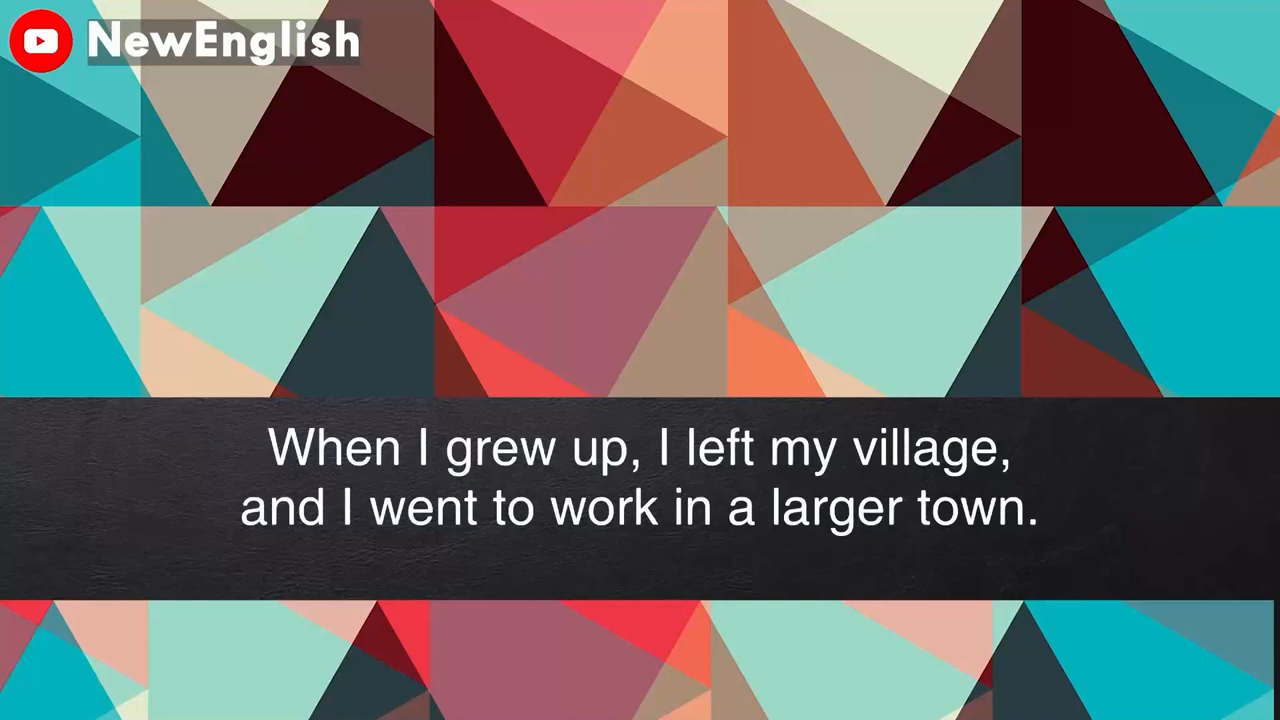 NewEnglish
When I grew up, I left my village,
and I went to work in a larger town.